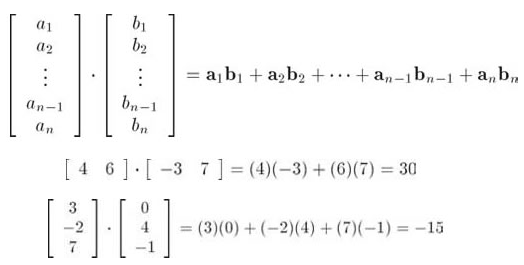 [ a₁ a₂ ⋮ aₙ₋₁ aₙ ] · [ b₁ b₂ ⋮ bₙ₋₁ bₙ ] = a₁b₁ + a₂b₂ + ⋯ + aₙ₋₁bₙ₋₁ + aₙbₙ
[ 4 6 ] · [ −3 7 ] = (4)(−3) + (6)(7) = 30
[ 3 −2 7 ] · [ 0 4 −1 ] = (3)(0) + (−2)(4) + (7)(−1) = −15